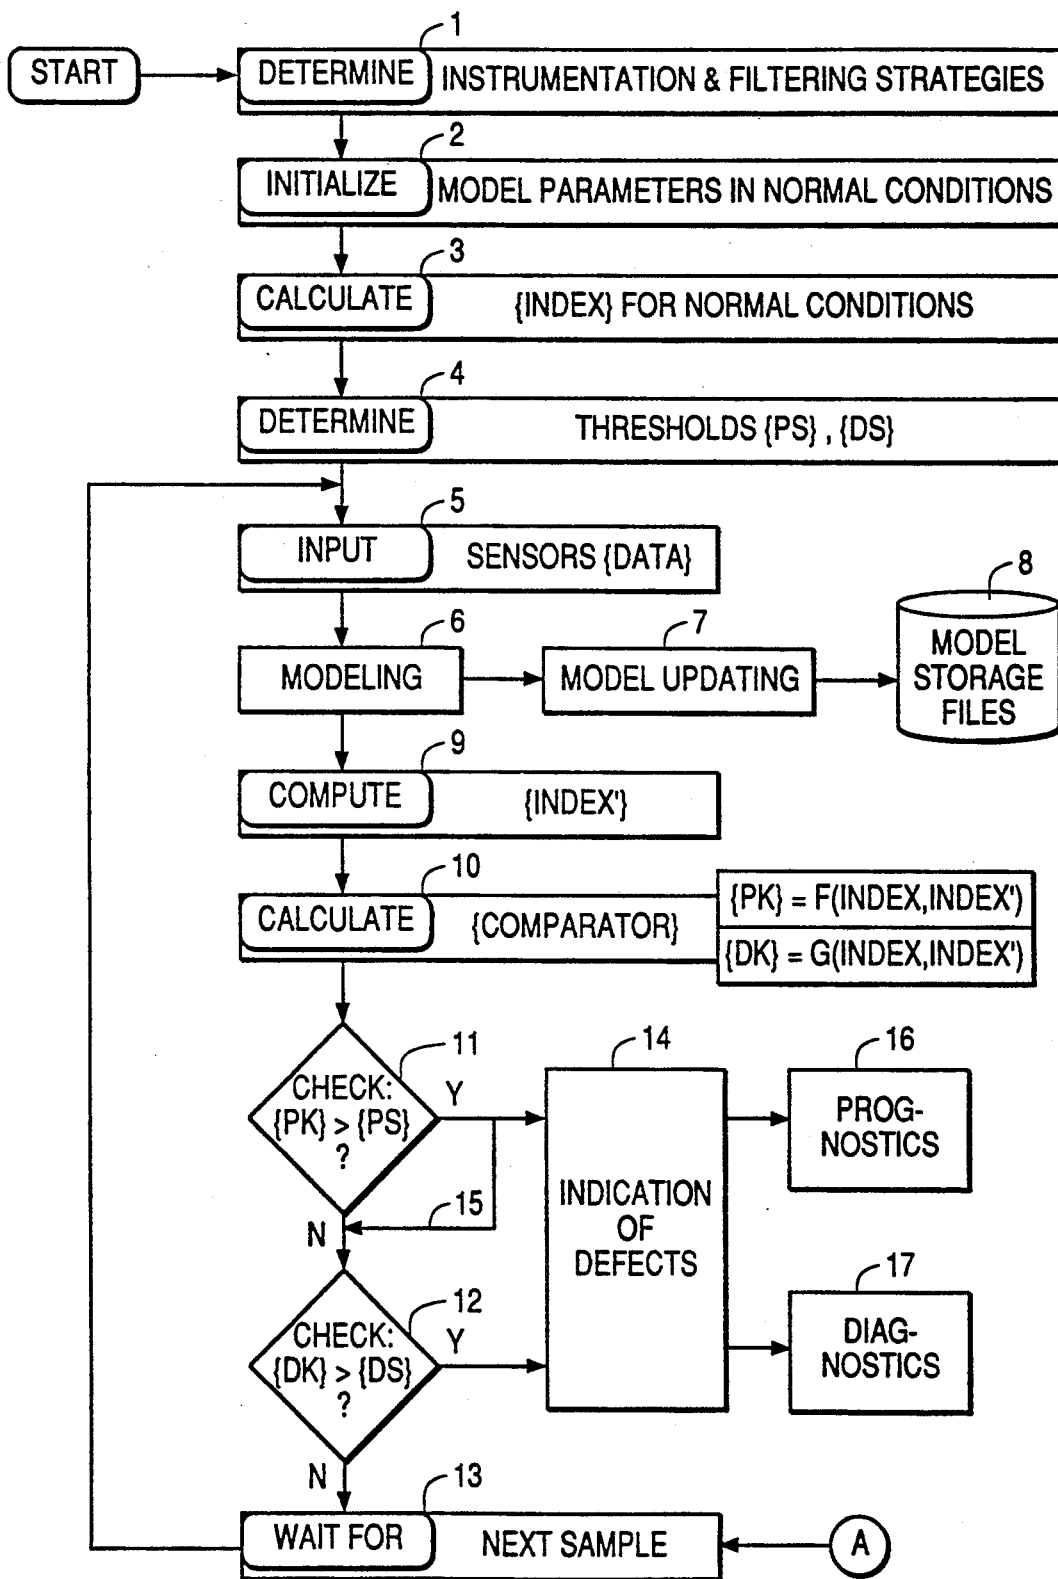 1
START
DETERMINE INSTRUMENTATION & FILTERING STRATEGIES
2
INITIALIZE MODEL PARAMETERS IN NORMAL CONDITIONS
3
CALCULATE {INDEX} FOR NORMAL CONDITIONS
4
DETERMINE THRESHOLDS {PS} , {DS}
5
INPUT SENSORS {DATA}
6
MODELING
7
MODEL UPDATING
8
MODEL
STORAGE
FILES
9
COMPUTE {INDEX'}
10
CALCULATE {COMPARATOR}
{PK} = F(INDEX,INDEX')
{DK} = G(INDEX,INDEX')
11
CHECK:
{PK} > {PS}
?
Y
15
N
12
CHECK:
{DK} > {DS}
?
Y
N
14
INDICATION
OF
DEFECTS
16
PROG-
NOSTICS
17
DIAG-
NOSTICS
13
WAIT FOR NEXT SAMPLE
A